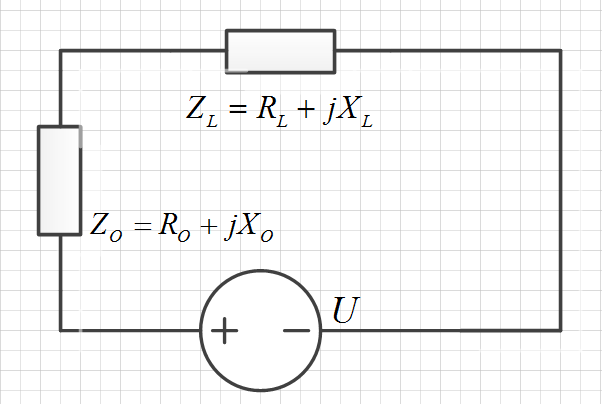 Z_L = R_L + jX_L
Z_O = R_O + jX_O
+ − U